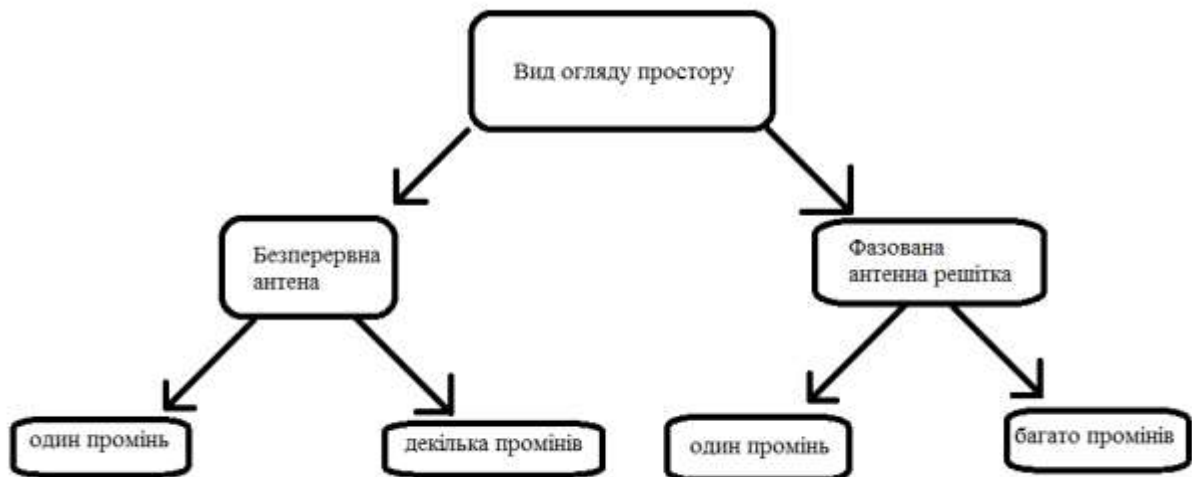 Вид огляду простору
Безперервна
антена
Фазована
антенна решітка
один промінь
декілька промінів
один промінь
багато промінів